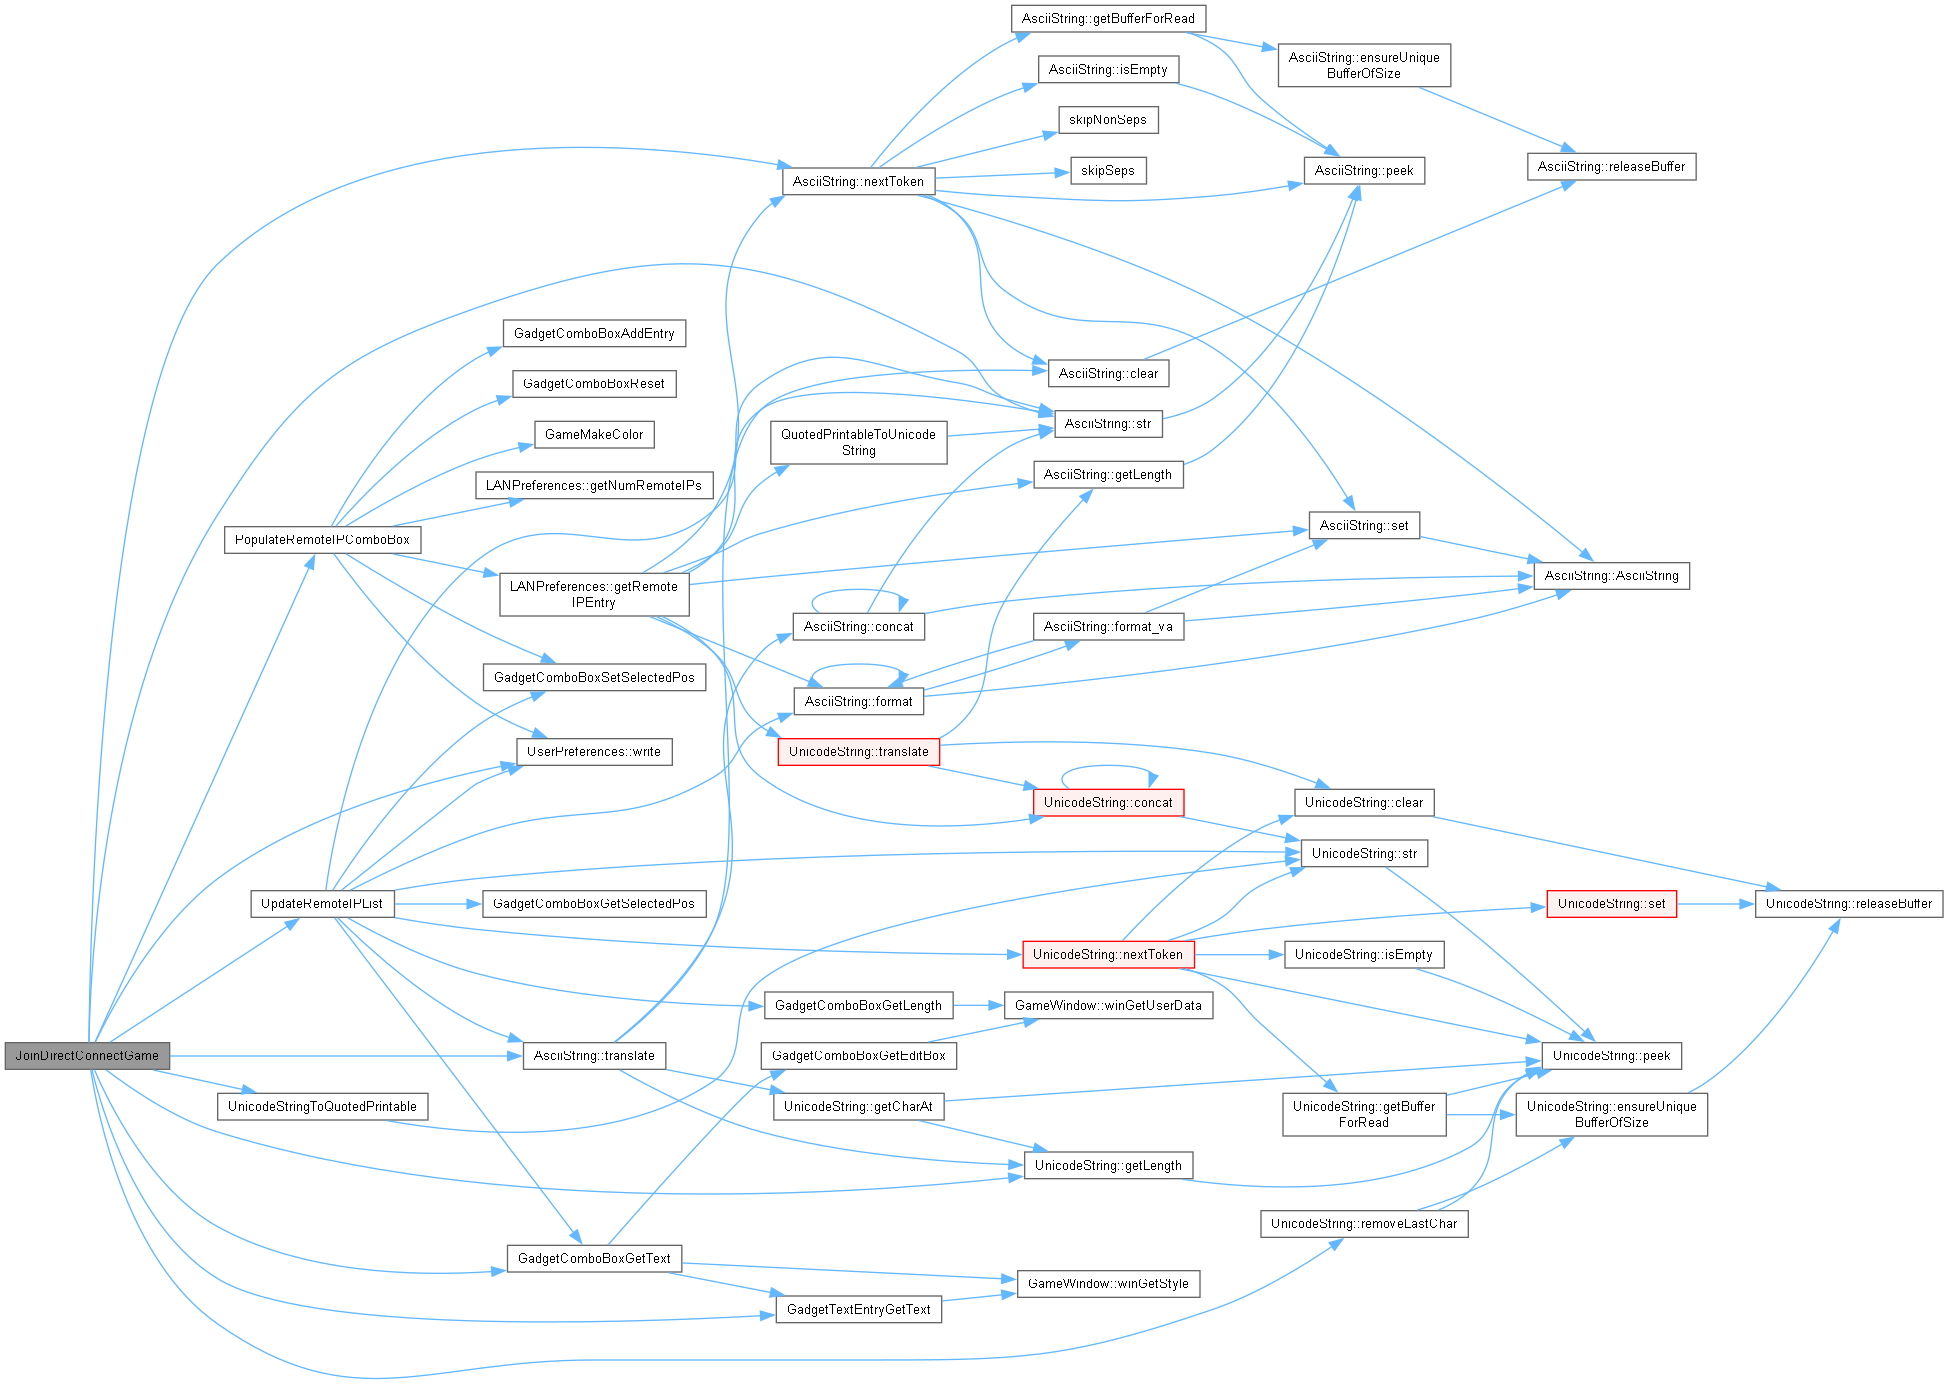 AsciiString::getBufferForRead
AsciiString::ensureUnique
BufferOfSize
AsciiString::isEmpty
skipNonSeps
AsciiString::releaseBuffer
skipSeps
AsciiString::peek
AsciiString::nextToken
GadgetComboBoxAddEntry
AsciiString::clear
GadgetComboBoxReset
AsciiString::str
GameMakeColor
QuotedPrintableToUnicode
String
AsciiString::getLength
LANPreferences::getNumRemoteIPs
AsciiString::set
PopulateRemoteIPComboBox
AsciiString::AsciiString
LANPreferences::getRemote
IPEntry
AsciiString::concat
AsciiString::format_va
GadgetComboBoxSetSelectedPos
AsciiString::format
UserPreferences::write
UnicodeString::translate
UnicodeString::concat
UnicodeString::clear
UnicodeString::str
UpdateRemoteIPList
GadgetComboBoxGetSelectedPos
UnicodeString::set
UnicodeString::releaseBuffer
UnicodeString::nextToken
UnicodeString::isEmpty
GadgetComboBoxGetLength
GameWindow::winGetUserData
JoinDirectConnectGame
AsciiString::translate
GadgetComboBoxGetEditBox
UnicodeString::peek
UnicodeStringToQuotedPrintable
UnicodeString::getCharAt
UnicodeString::getBuffer
ForRead
UnicodeString::ensureUnique
BufferOfSize
UnicodeString::getLength
UnicodeString::removeLastChar
GadgetComboBoxGetText
GameWindow::winGetStyle
GadgetTextEntryGetText